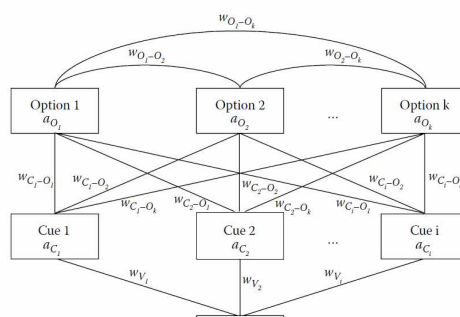 w_{O_1-O_k}
w_{O_1-O_2} w_{O_2-O_k}
Option 1 Option 2 Option k
a_{O_1} a_{O_2} ... a_{O_k}
w_{C_1-O_1} w_{C_1-O_2} w_{C_2-O_2} w_{C_i-O_2}
w_{C_1-O_k} w_{C_2-O_1} w_{C_2-O_k} w_{C_i-O_1}
Cue 1 Cue 2 Cue i
a_{C_1} a_{C_2} ... a_{C_i}
w_{V_1} w_{V_2} w_{V_i}